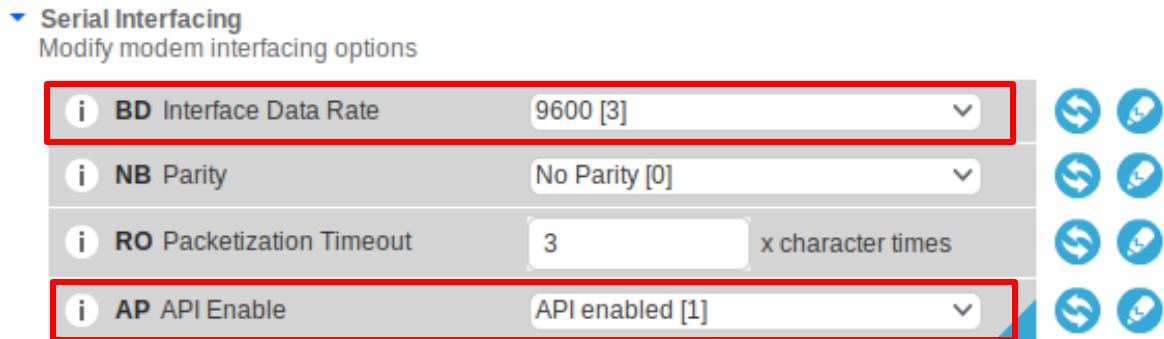 Serial Interfacing
Modify modem interfacing options
i BD Interface Data Rate 9600 [3]
i NB Parity No Parity [0]
i RO Packetization Timeout 3 x character times
i AP API Enable API enabled [1]